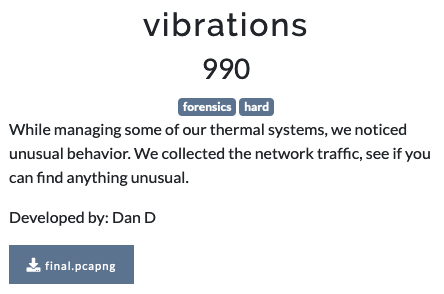 vibrations
990
forensics hard
While managing some of our thermal systems, we noticed
unusual behavior. We collected the network traffic, see if you
can find anything unusual.
Developed by: Dan D
final.pcapng